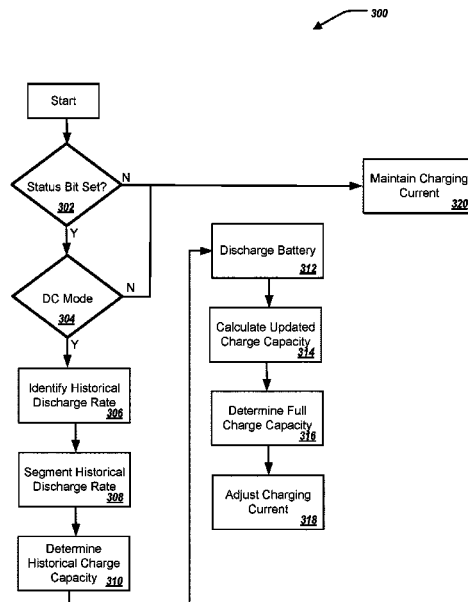 300
Start
Status Bit Set?
302
N
Y
Maintain Charging
Current
320
DC Mode
304
N
Y
Identify Historical
Discharge Rate
306
Segment Historical
Discharge Rate
308
Determine
Historical Charge
Capacity
310
Discharge Battery
312
Calculate Updated
Charge Capacity
314
Determine Full
Charge Capacity
316
Adjust Charging
Current
318